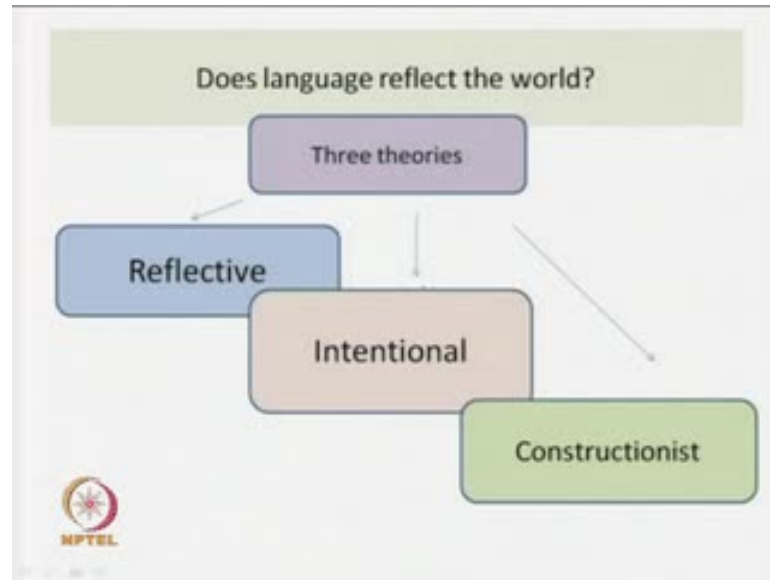 Does language reflect the world?
Three theories
Reflective
Intentional
Constructionist
NPTEL